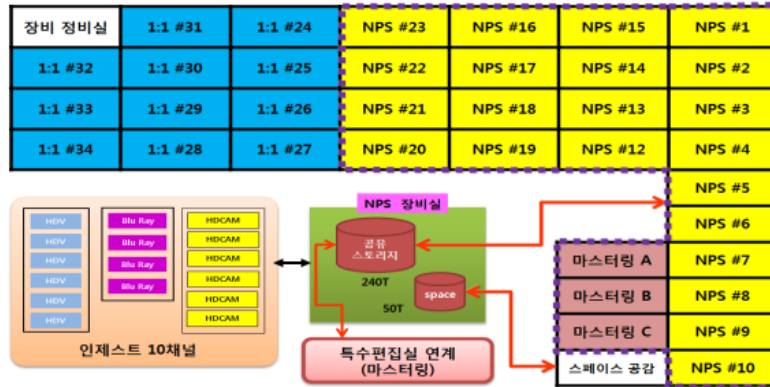 장비 정비실 1:1 #31 1:1 #24 NPS #23 NPS #16 NPS #15 NPS #1
1:1 #32 1:1 #30 1:1 #25 NPS #22 NPS #17 NPS #14 NPS #2
1:1 #33 1:1 #29 1:1 #26 NPS #21 NPS #18 NPS #13 NPS #3
1:1 #34 1:1 #28 1:1 #27 NPS #20 NPS #19 NPS #12 NPS #4
NPS #5
NPS #6
마스터링 A NPS #7
마스터링 B NPS #8
마스터링 C NPS #9
스페이스 공감 NPS #10
NPS 장비실
공유
스토리지
240T
space
50T
HDV Blu Ray HDCAM
HDV Blu Ray HDCAM
HDV Blu Ray HDCAM
HDV Blu Ray HDCAM
HDV HDCAM
HDV HDCAM
인제스트 10채널
특수편집실 연계
(마스터링)